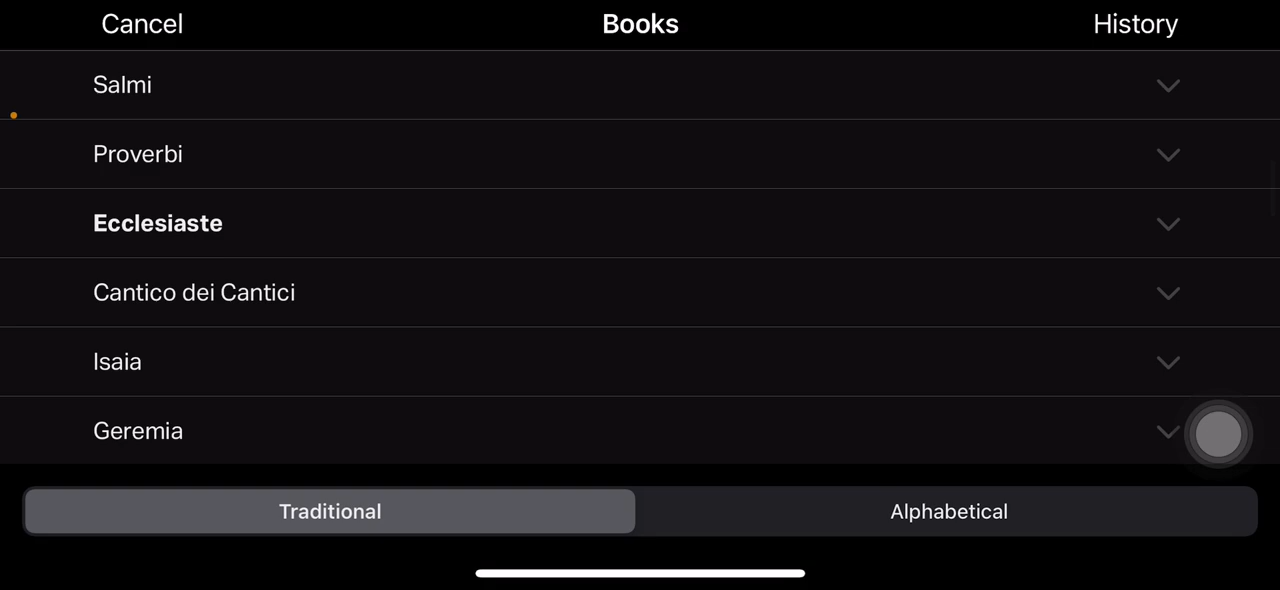 Cancel Books History
Salmi
Proverbi
Ecclesiaste
Cantico dei Cantici
Isaia
Geremia
Traditional Alphabetical